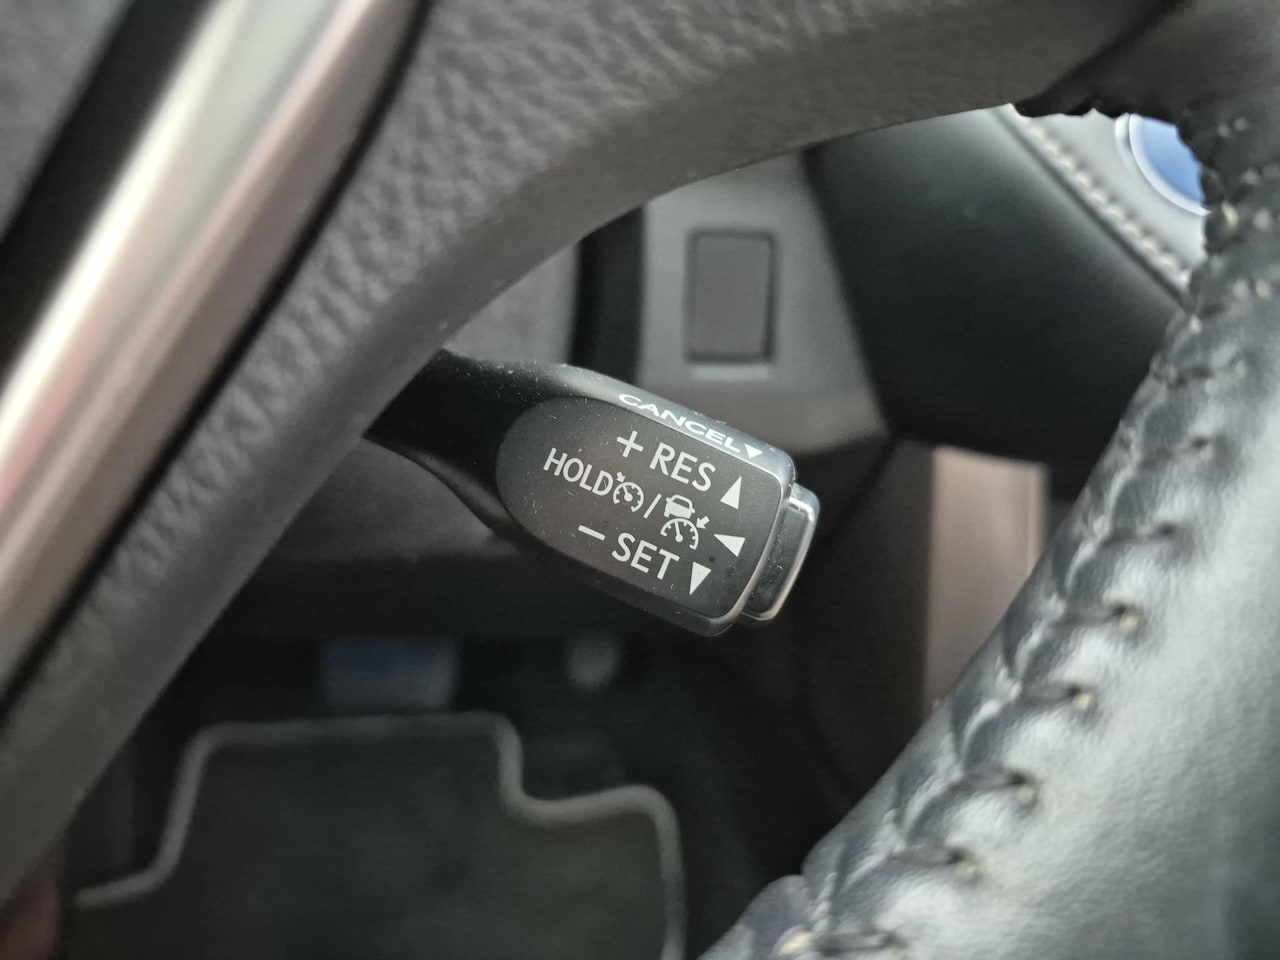 CANCEL▼
+ RES ▲
HOLD / ◀
− SET ▼